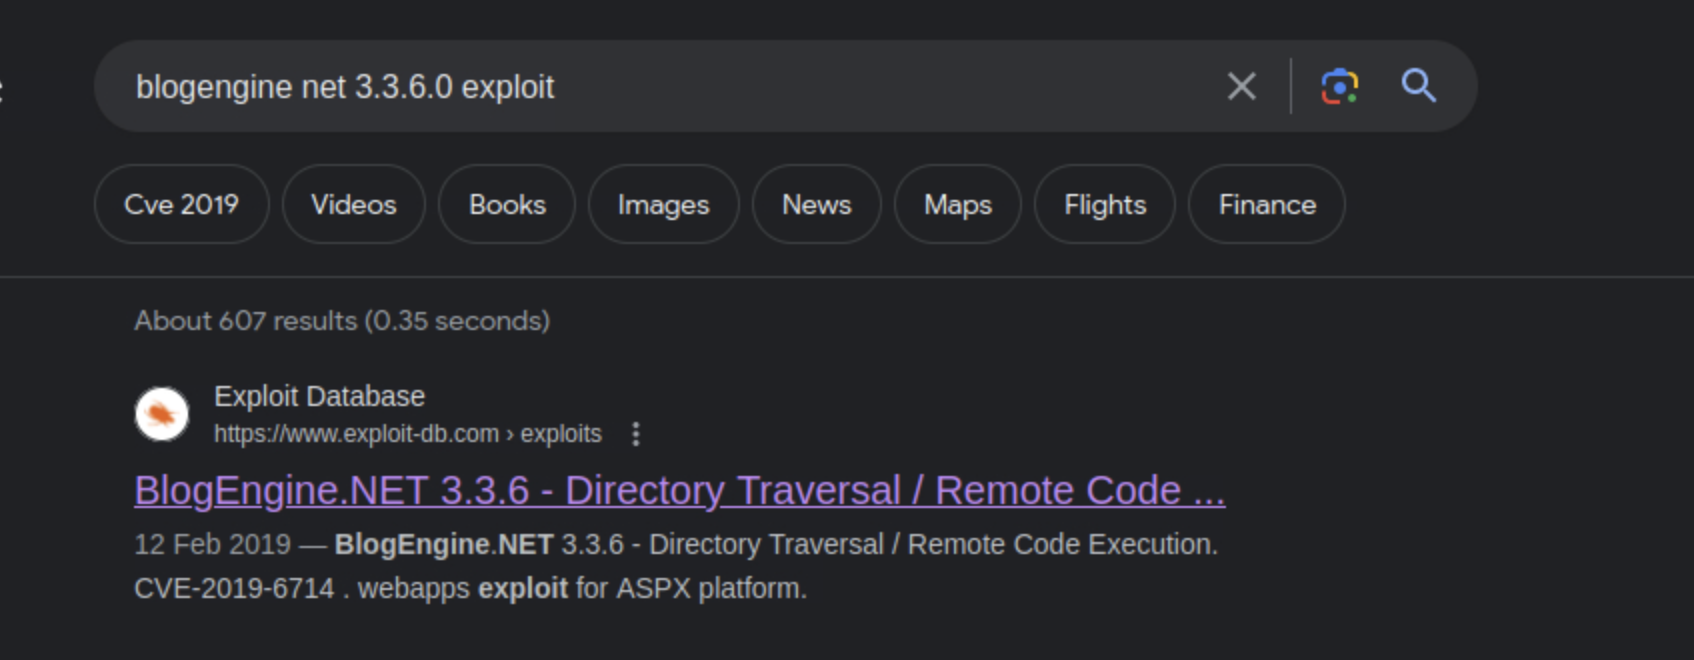 blogengine net 3.3.6.0 exploit
Cve 2019 Videos Books Images News Maps Flights Finance
About 607 results (0.35 seconds)
Exploit Database
https://www.exploit-db.com › exploits
BlogEngine.NET 3.3.6 - Directory Traversal / Remote Code ...
12 Feb 2019 — BlogEngine.NET 3.3.6 - Directory Traversal / Remote Code Execution.
CVE-2019-6714 . webapps exploit for ASPX platform.